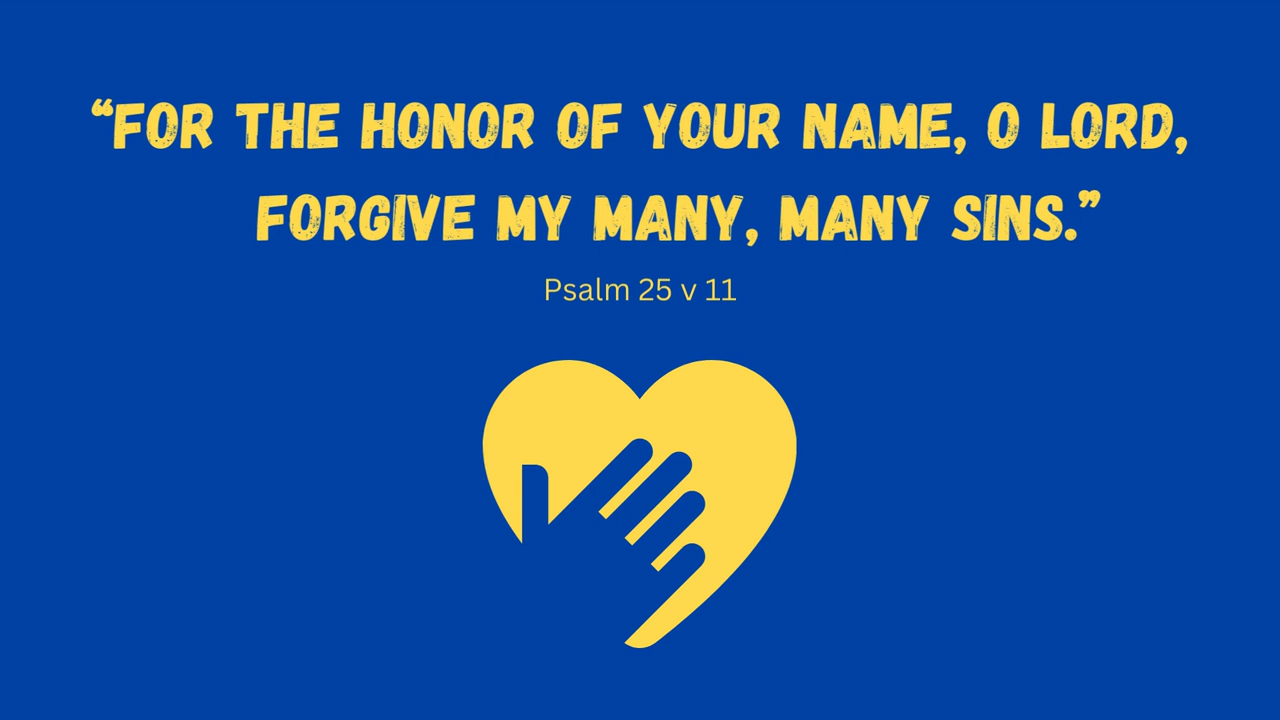 “FOR THE HONOR OF YOUR NAME, O LORD,
FORGIVE MY MANY, MANY SINS.”
Psalm 25 v 11